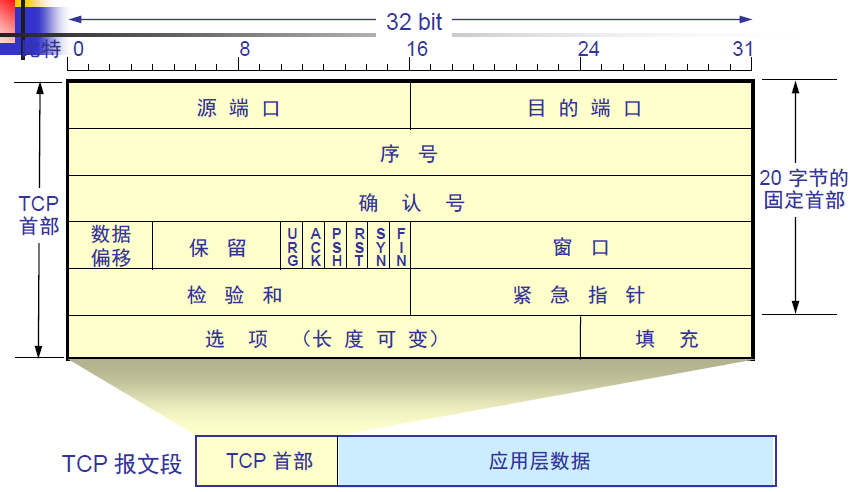 32 bit
比特 0 8 16 24 31
源端口 目的端口
序号
TCP 首部
确认号
20 字节的固定首部
数据偏移 保留 URG ACK PSH RST SYN FIN 窗口
检验和 紧急指针
选项 （长度可变） 填充
TCP 报文段 TCP 首部 应用层数据